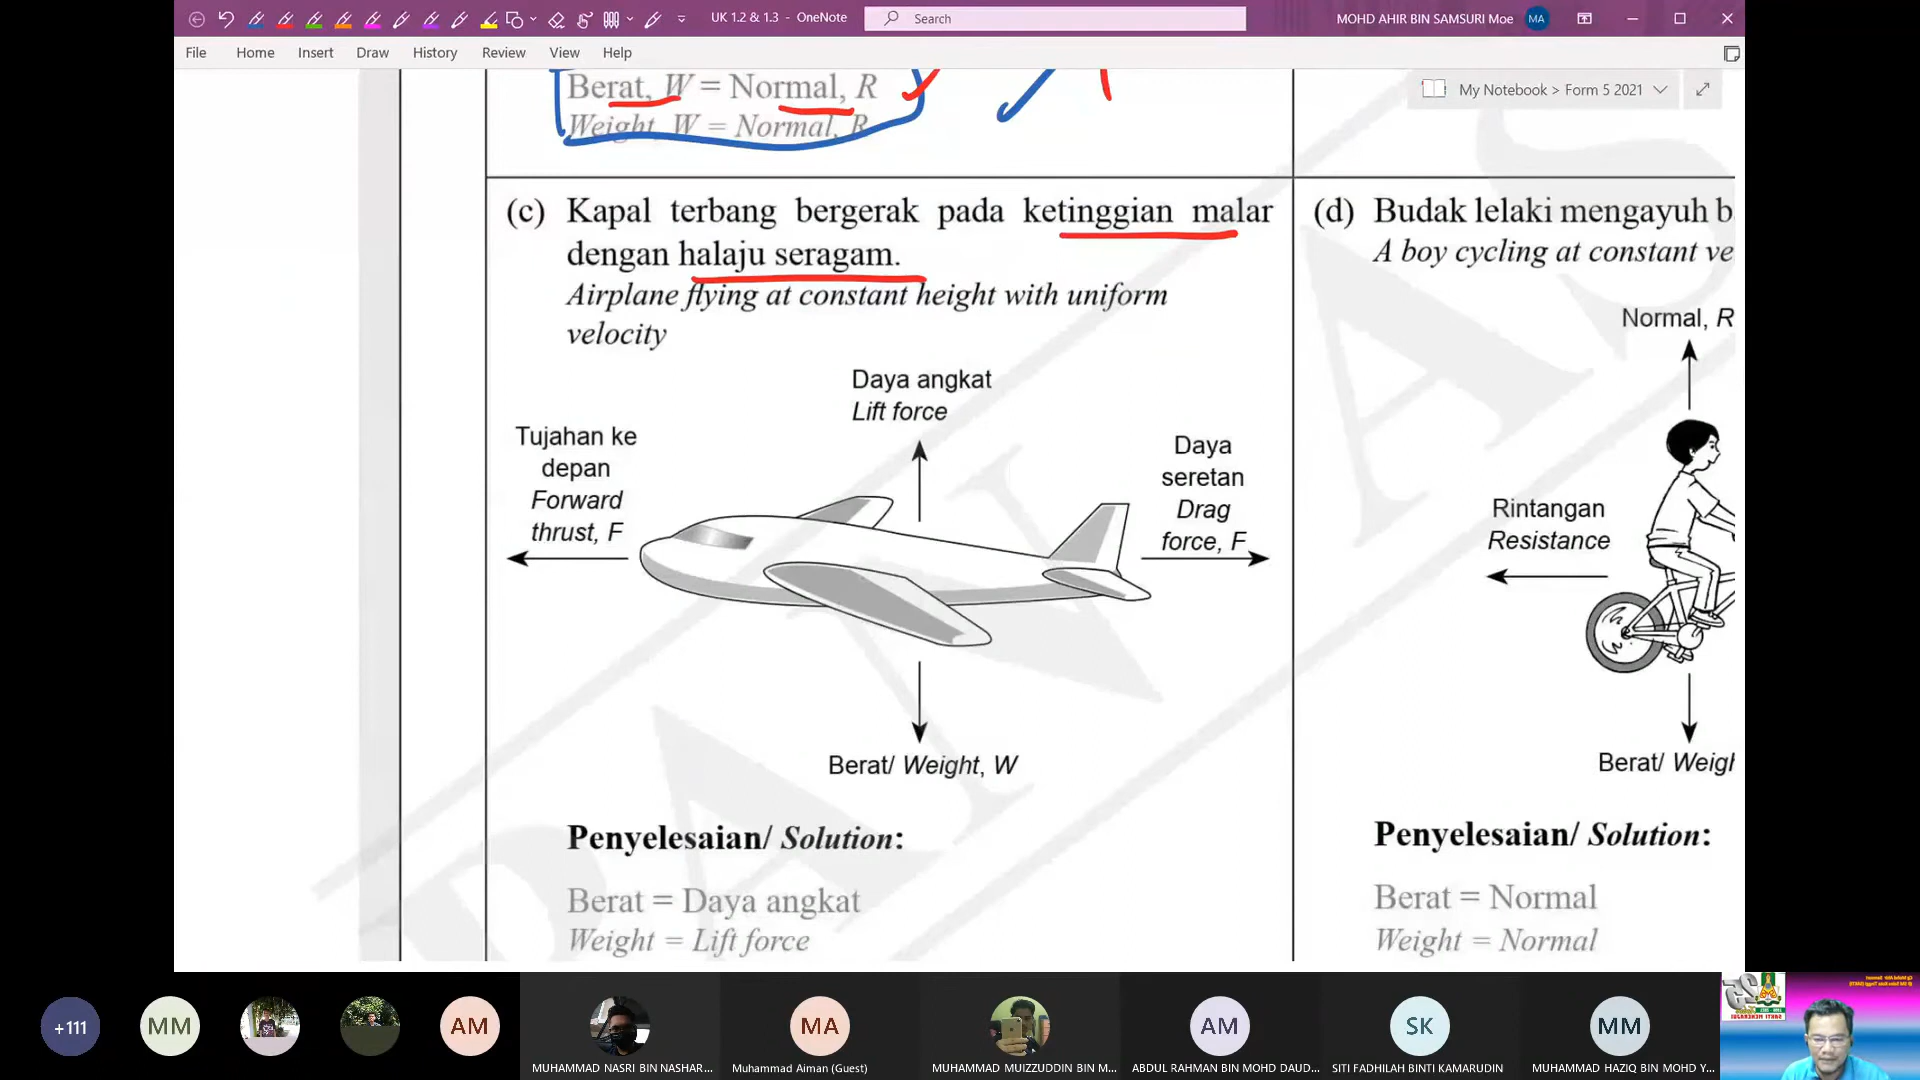 UK 1.2 & 1.3 - OneNote
Search
MOHD AHIR BIN SAMSURI Moe
MA
File Home Insert Draw History Review View Help
My Notebook > Form 5 2021
Berat, W = Normal, R
Weight, W = Normal, R
(c) Kapal terbang bergerak pada ketinggian malar
dengan halaju seragam.
Airplane flying at constant height with uniform
velocity
Daya angkat
Lift force
Tujahan ke
depan
Forward
thrust, F
Daya
seretan
Drag
force, F
Berat/ Weight, W
Penyelesaian/ Solution:
Berat = Daya angkat
Weight = Lift force
(d) Budak lelaki mengayuh b
A boy cycling at constant ve
Normal, R
Rintangan
Resistance
Berat/ Weigh
Penyelesaian/ Solution:
Berat = Normal
Weight = Normal
+111
MM
AM
MUHAMMAD NASRI BIN NASHAR...
MA
Muhammad Aiman (Guest)
MUHAMMAD MUIZZUDDIN BIN M...
AM
ABDUL RAHMAN BIN MOHD DAUD...
SK
SITI FADHILAH BINTI KAMARUDIN
MM
MUHAMMAD HAZIQ BIN MOHD Y...